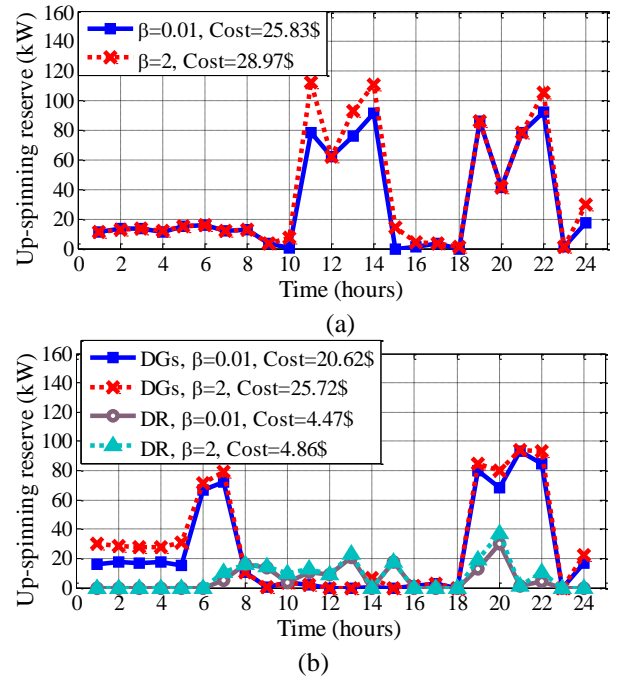 160
140
120
100
80
60
40
20
0
Up-spinning reserve (kW)
β=0.01, Cost=25.83$
β=2, Cost=28.97$
0 2 4 6 8 10 12 14 16 18 20 22 24
Time (hours)
(a)
160
140
120
100
80
60
40
20
0
Up-spinning reserve (kW)
DGs, β=0.01, Cost=20.62$
DGs, β=2, Cost=25.72$
DR, β=0.01, Cost=4.47$
DR, β=2, Cost=4.86$
0 2 4 6 8 10 12 14 16 18 20 22 24
Time (hours)
(b)